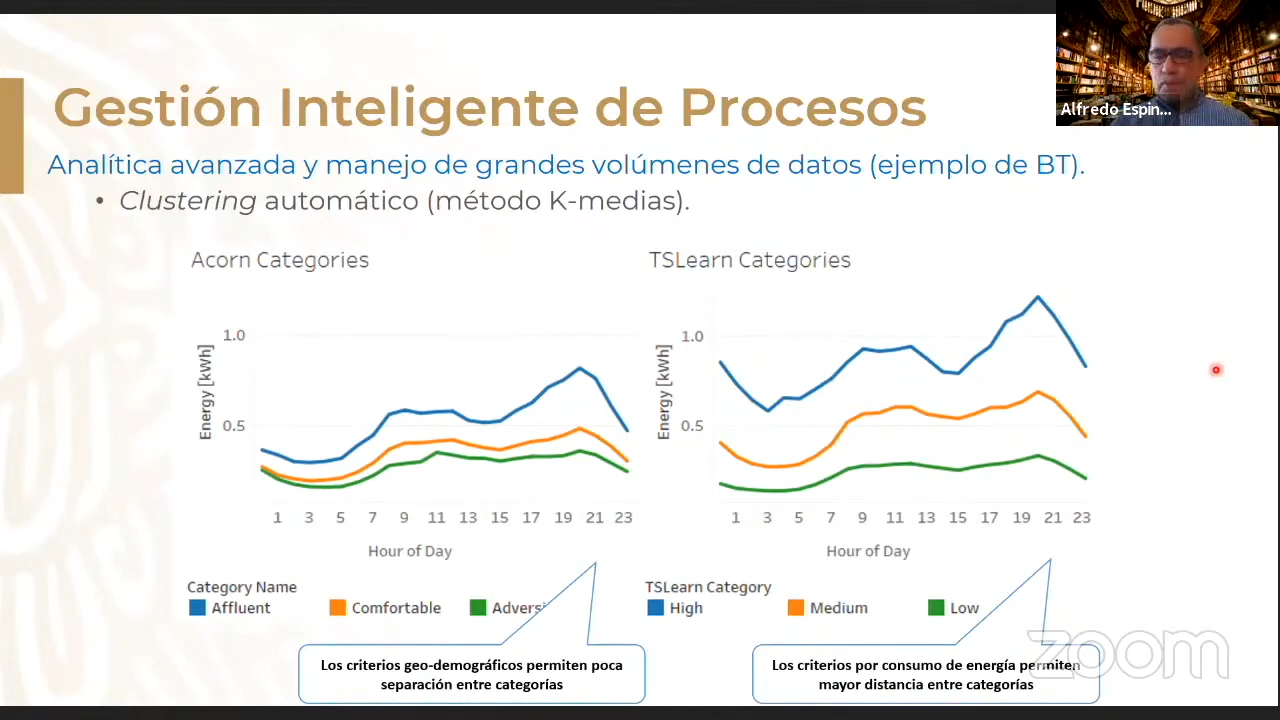 Alfredo Espin...
Gestión Inteligente de Procesos
Analítica avanzada y manejo de grandes volúmenes de datos (ejemplo de BT).
• Clustering automático (método K-medias).
Acorn Categories
1.0
0.5
Energy [kWh]
1 3 5 7 9 11 13 15 17 19 21 23
Hour of Day
Category Name
Affluent Comfortable Adversi
Los criterios geo-demográficos permiten poca
separación entre categorías
TSLearn Categories
1.0
0.5
Energy [kWh]
1 3 5 7 9 11 13 15 17 19 21 23
Hour of Day
TSLearn Category
High Medium Low
Los criterios por consumo de energía permiten
mayor distancia entre categorías
zoom